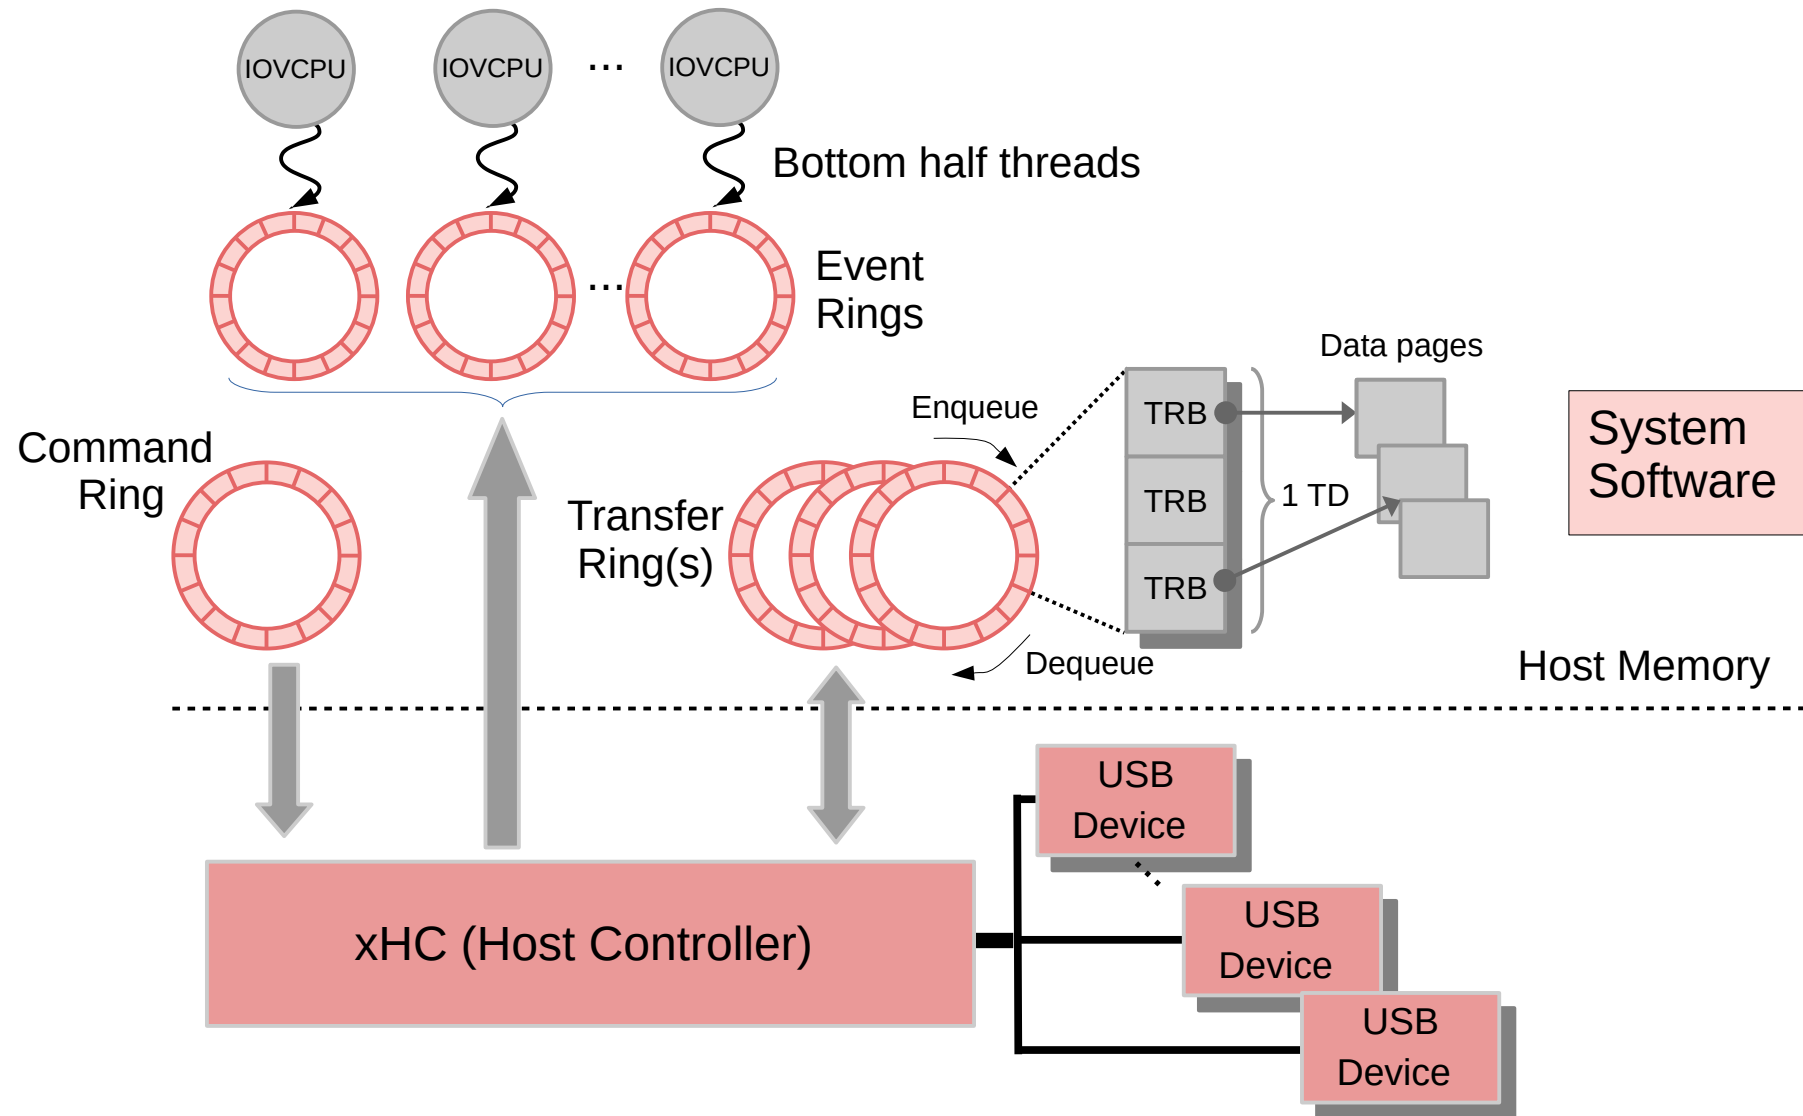 IOVCPU
IOVCPU
...
IOVCPU
Bottom half threads
Event
Rings
...
Data pages
Enqueue
TRB
System
Software
Command
Ring
Transfer
Ring(s)
TRB
1 TD
TRB
Dequeue
Host Memory
USB
Device
xHC (Host Controller)
USB
Device
USB
Device